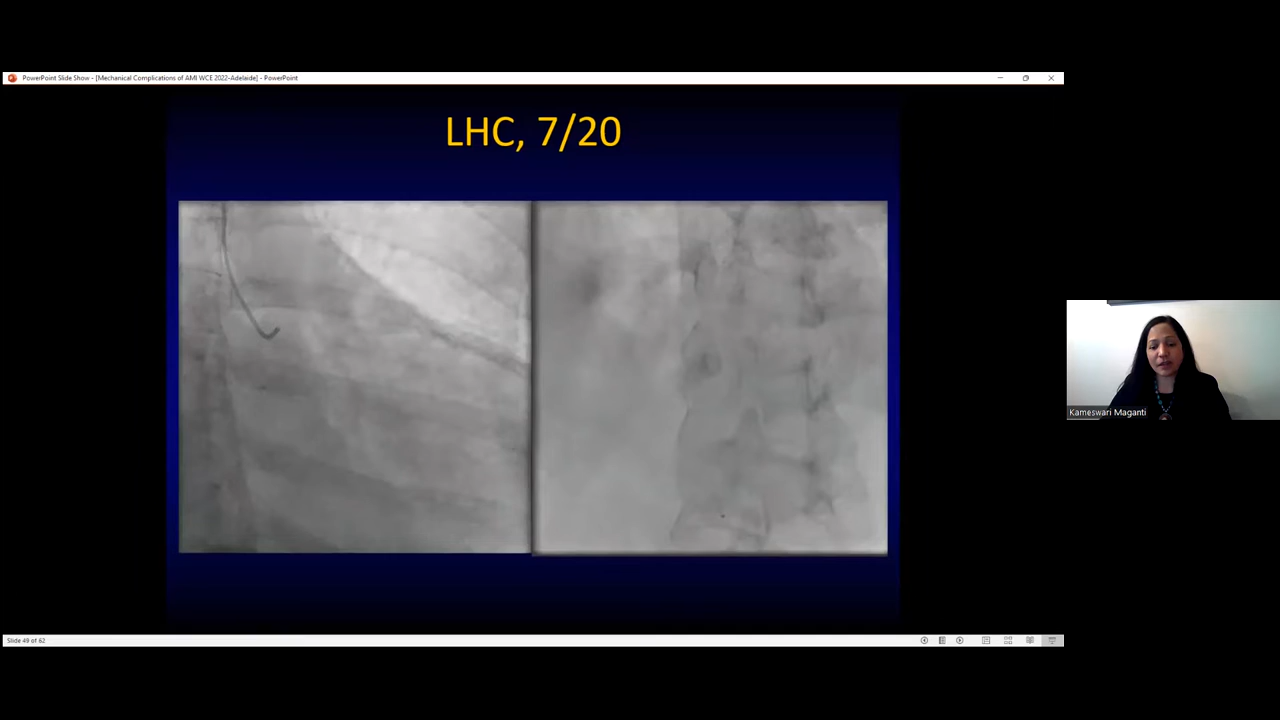 PowerPoint Slide Show - [Mechanical Complications of AMI WCE 2022-Adelaide] - PowerPoint
LHC, 7/20
Kameswari Maganti
Slide 49 of 62